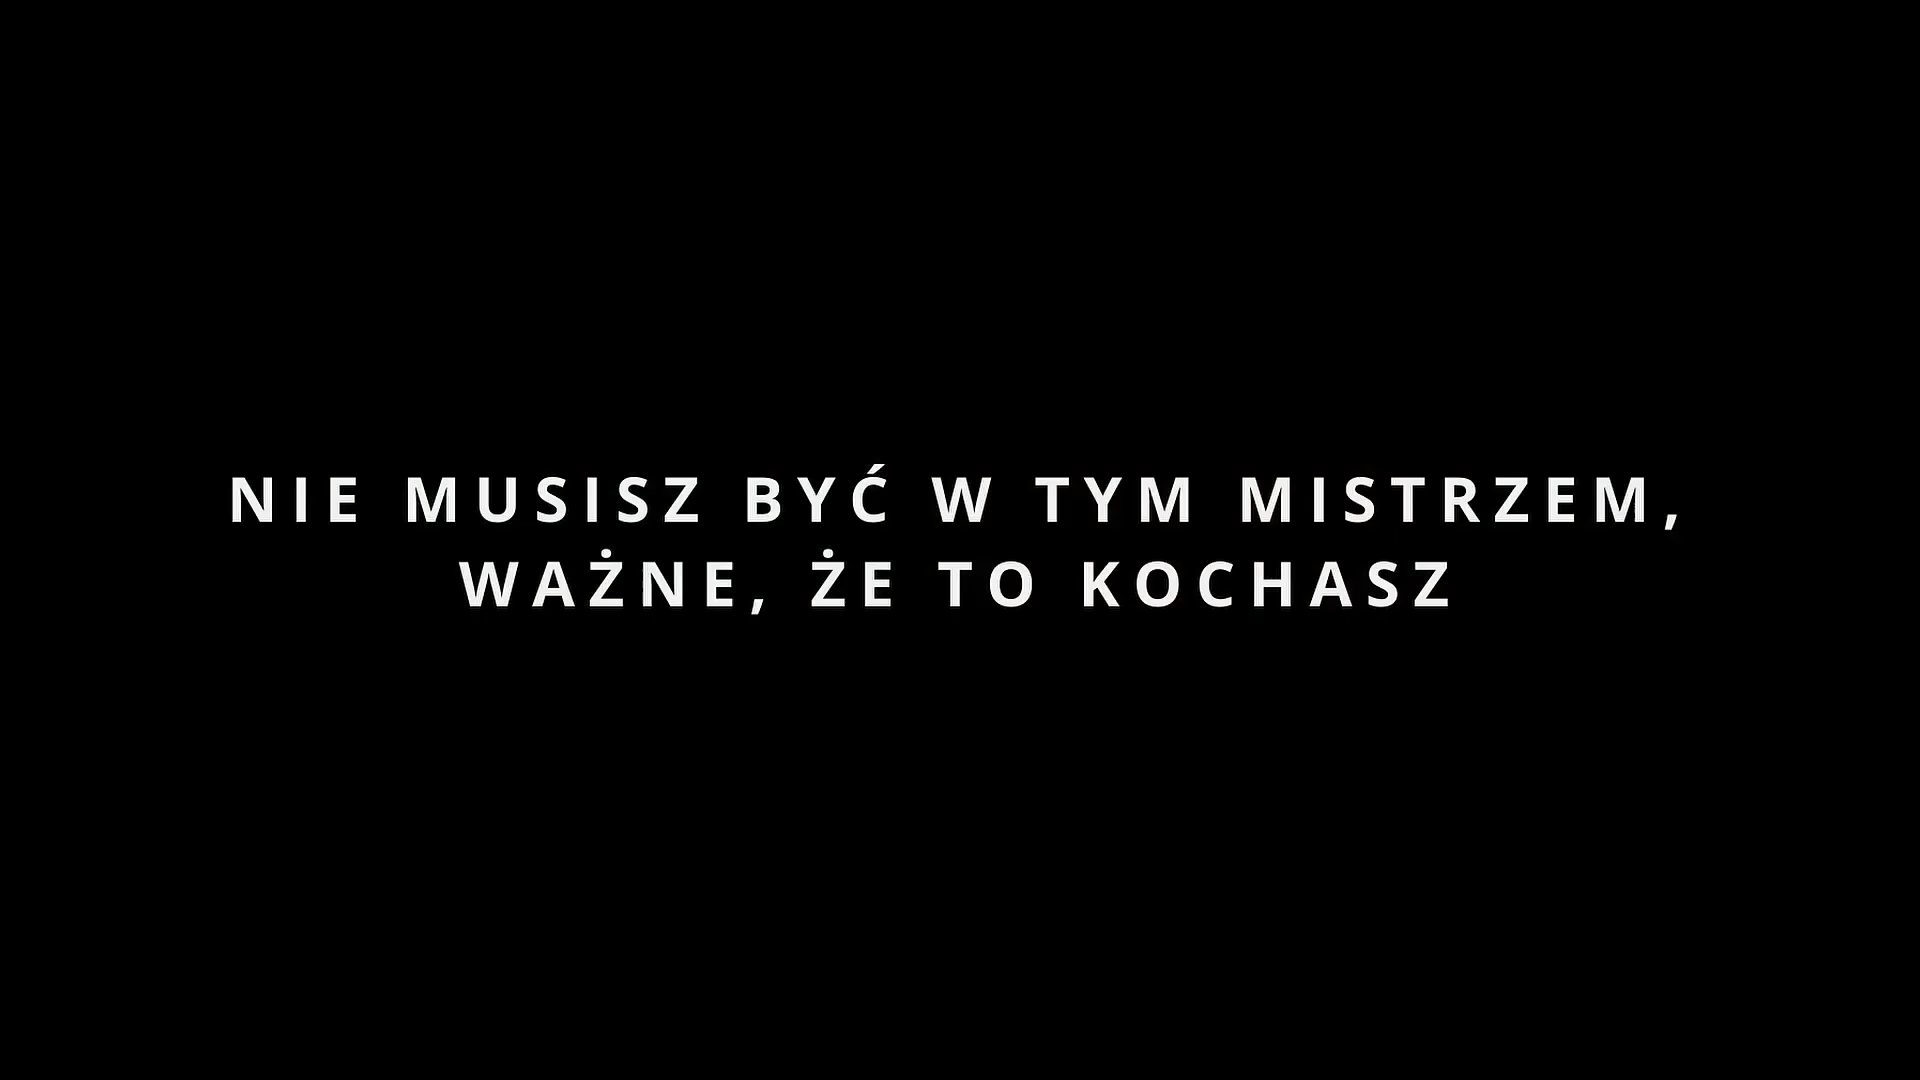 NIE MUSISZ BYĆ W TYM MISTRZEM,
WAŻNE, ŻE TO KOCHASZ